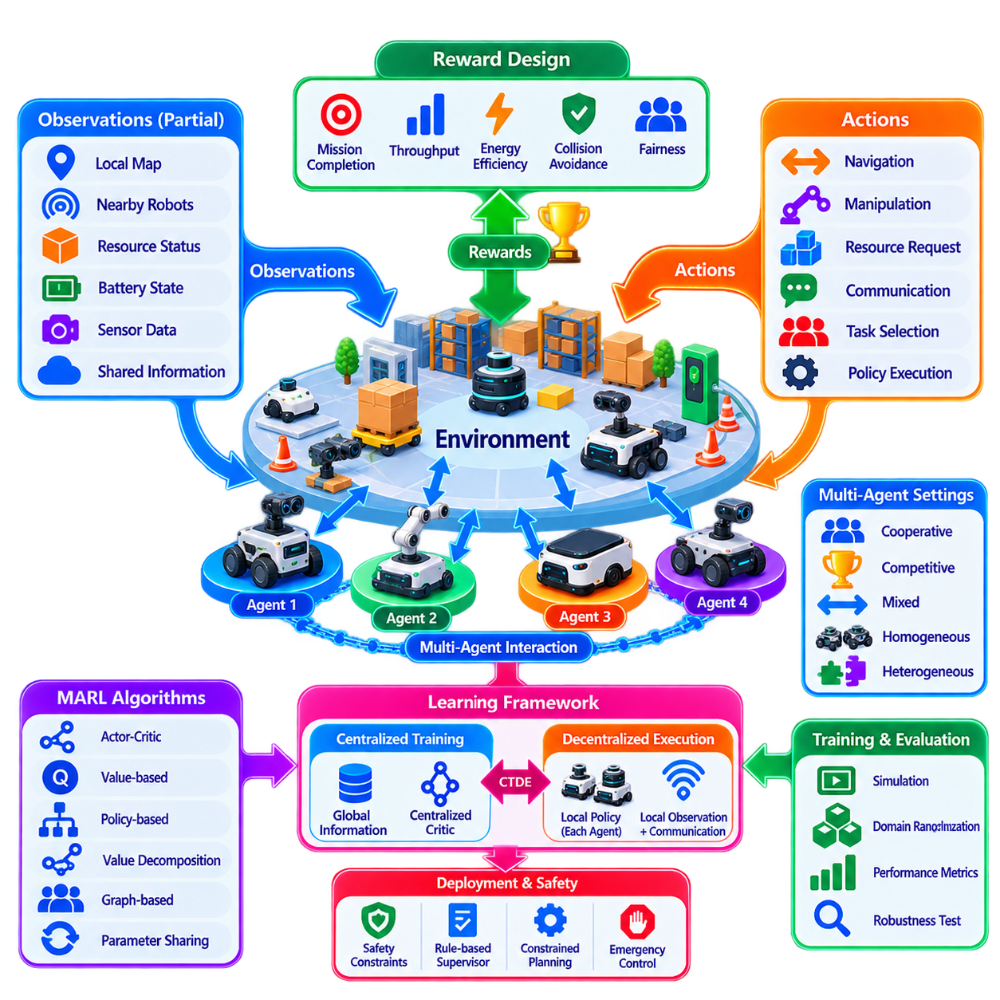 Reward Design
Mission
Completion
Throughput
Energy
Efficiency
Collision
Avoidance
Fairness
Observations (Partial)
Local Map
Nearby Robots
Resource Status
Battery State
Sensor Data
Shared Information
Actions
Navigation
Manipulation
Resource Request
Communication
Task Selection
Policy Execution
Observations
Rewards
Actions
Environment
Agent 1
Agent 2
Agent 3
Agent 4
Multi-Agent Interaction
Multi-Agent Settings
Cooperative
Competitive
Mixed
Homogeneous
Heterogeneous
MARL Algorithms
Actor-Critic
Q
Value-based
Policy-based
Value Decomposition
Graph-based
Parameter Sharing
Learning Framework
Centralized Training
Global
Information
Centralized
Critic
CTDE
Decentralized Execution
Local Policy
(Each Agent)
Local Observation
+ Communication
Training & Evaluation
Simulation
Domain
Performance Metrics
Robustness Test
Deployment & Safety
Safety
Constraints
Rule-based
Supervisor
Constrained
Planning
Emergency
Control